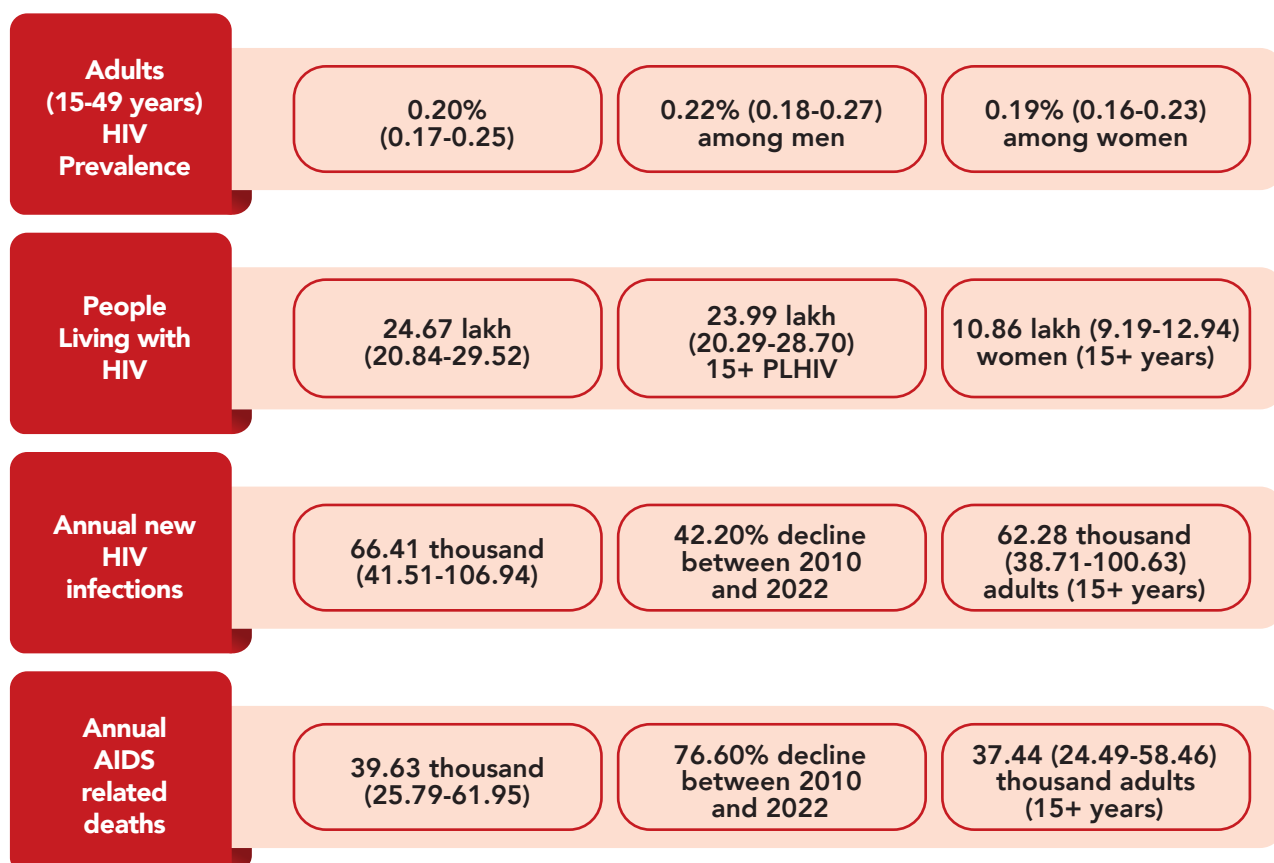 Adults
(15-49 years)
HIV
Prevalence
0.20%
(0.17-0.25)
0.22% (0.18-0.27)
among men
0.19% (0.16-0.23)
among women
People
Living with
HIV
24.67 lakh
(20.84-29.52)
23.99 lakh
(20.29-28.70)
15+ PLHIV
10.86 lakh (9.19-12.94)
women (15+ years)
Annual new
HIV
infections
66.41 thousand
(41.51-106.94)
42.20% decline
between 2010
and 2022
62.28 thousand
(38.71-100.63)
adults (15+ years)
Annual
AIDS
related
deaths
39.63 thousand
(25.79-61.95)
76.60% decline
between 2010
and 2022
37.44 (24.49-58.46)
thousand adults
(15+ years)